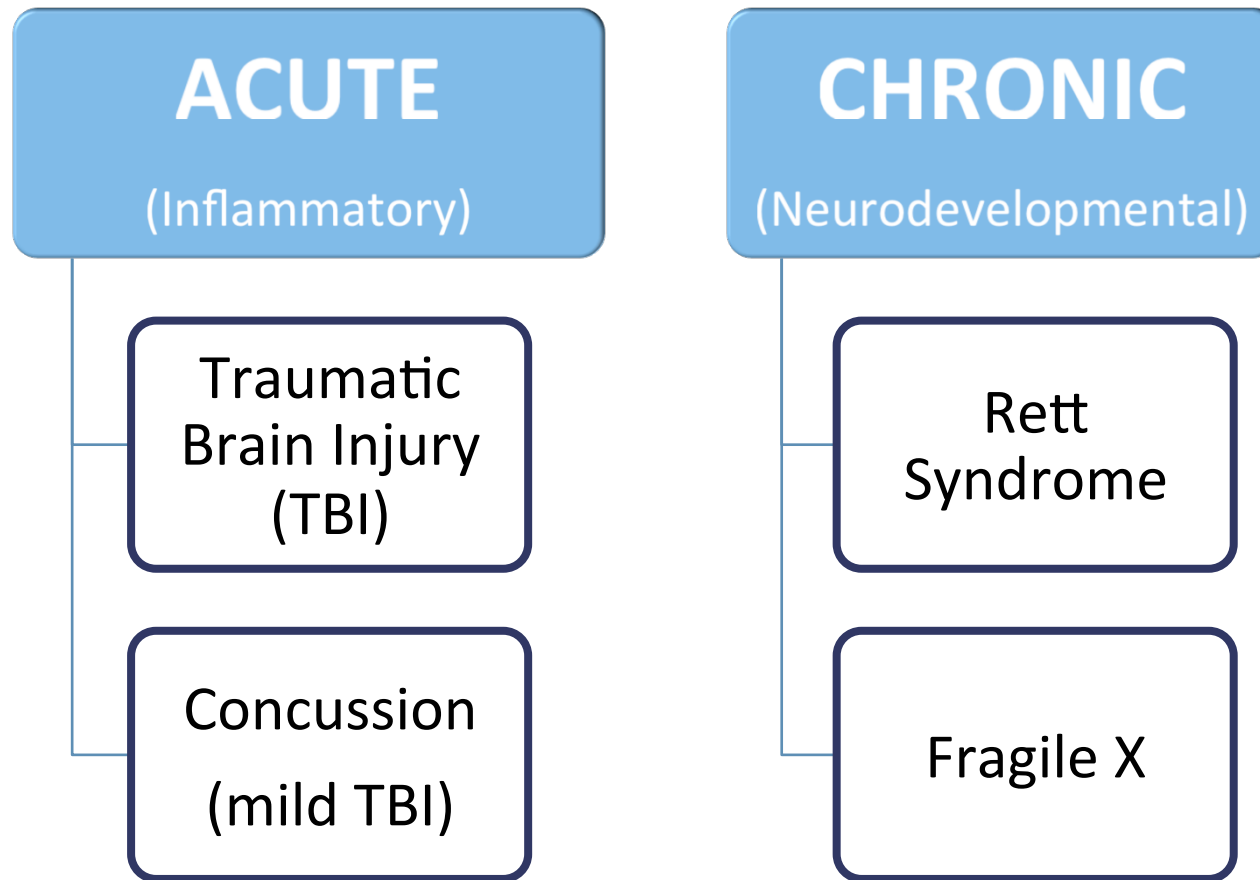 ACUTE
(Inflammatory)
Traumatic
Brain Injury
(TBI)
Concussion
(mild TBI)
CHRONIC
(Neurodevelopmental)
Rett
Syndrome
Fragile X